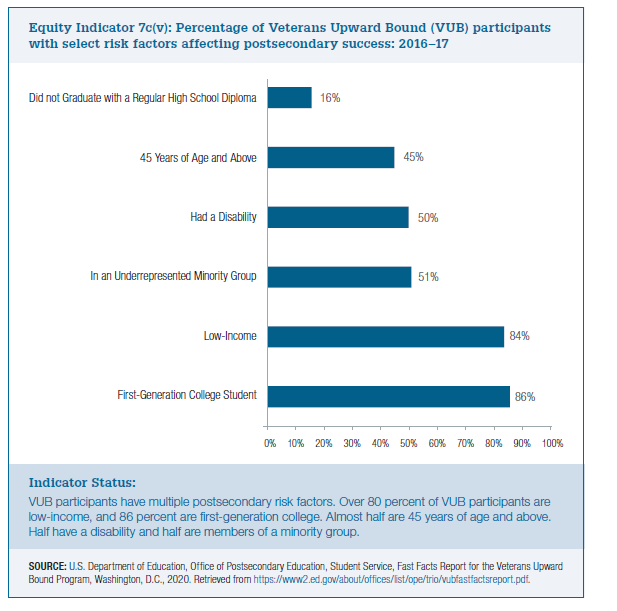 Equity Indicator 7c(v): Percentage of Veterans Upward Bound (VUB) participants
with select risk factors affecting postsecondary success: 2016–17
Did not Graduate with a Regular High School Diploma 16%
45 Years of Age and Above 45%
Had a Disability 50%
In an Underrepresented Minority Group 51%
Low-Income 84%
First-Generation College Student 86%
0% 10% 20% 30% 40% 50% 60% 70% 80% 90% 100%
Indicator Status:
VUB participants have multiple postsecondary risk factors. Over 80 percent of VUB participants are
low-income, and 86 percent are first-generation college. Almost half are 45 years of age and above.
Half have a disability and half are members of a minority group.
SOURCE: U.S. Department of Education, Office of Postsecondary Education, Student Service, Fast Facts Report for the Veterans Upward
Bound Program, Washington, D.C., 2020. Retrieved from https://www2.ed.gov/about/offices/list/ope/trio/vubfastfactsreport.pdf.